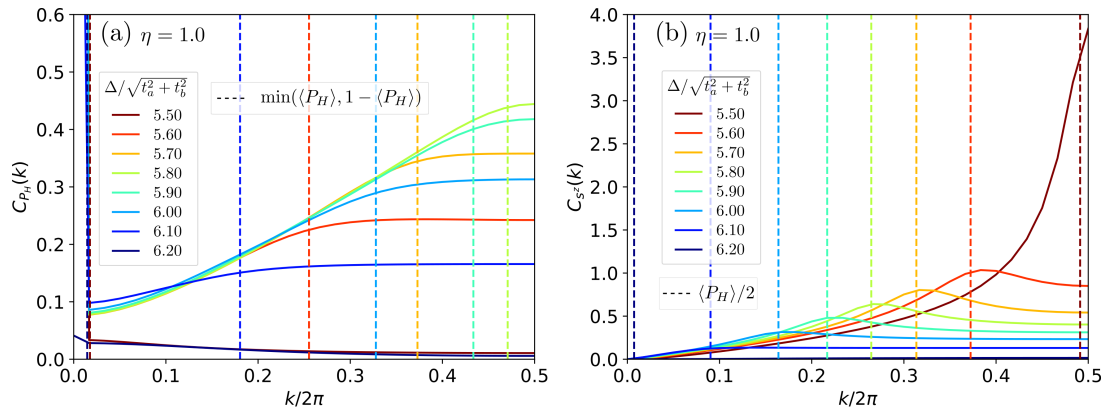 (a) η = 1.0
Δ/√(t_a^2 + t_b^2)
5.50
5.60
5.70
5.80
5.90
6.00
6.10
6.20
min(⟨P_H⟩, 1 − ⟨P_H⟩)
C_{P_H}(k)
0.6
0.5
0.4
0.3
0.2
0.1
0.0
0.0 0.1 0.2 0.3 0.4 0.5
k/2π
(b) η = 1.0
Δ/√(t_a^2 + t_b^2)
5.50
5.60
5.70
5.80
5.90
6.00
6.10
6.20
⟨P_H⟩/2
C_{s^z}(k)
4.0
3.5
3.0
2.5
2.0
1.5
1.0
0.5
0.0
0.0 0.1 0.2 0.3 0.4 0.5
k/2π